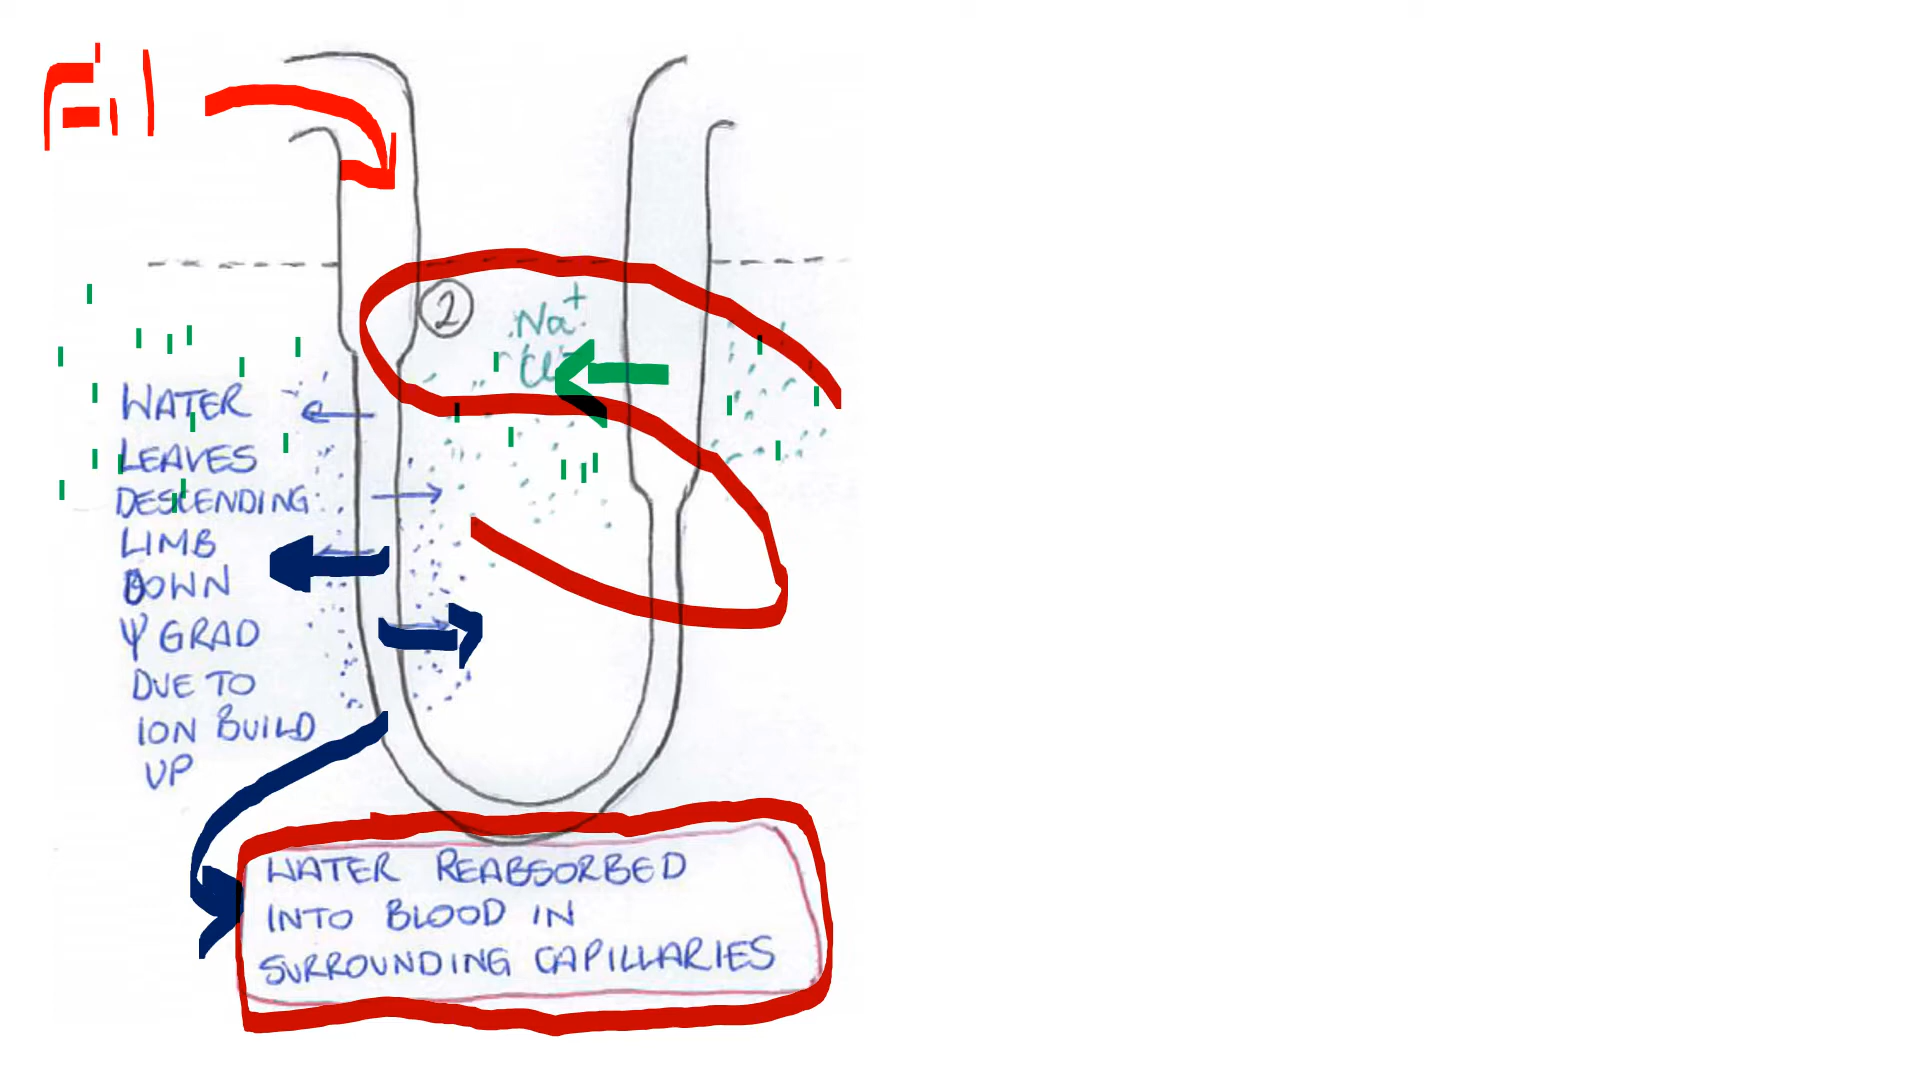 ②
Na+
Cl-
WATER
LEAVES
DESCENDING
LIMB
DOWN
Ψ GRAD
DUE TO
ION BUILD
UP
WATER REABSORBED
INTO BLOOD IN
SURROUNDING CAPILLARIES